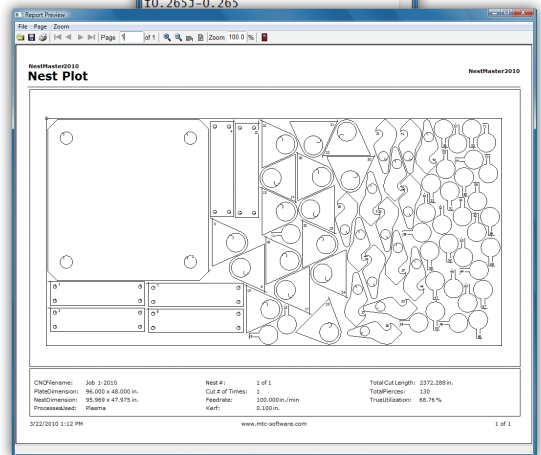 I0.265J-0.265
Report Preview
File Page Zoom
Page 1 of 1 Zoom 100.0 %
NestMaster2010
Nest Plot
NestMaster2010
CNCFilename: Job 1-2010 Nest #: 1 of 1 Total Cut Length: 2372.288 in.
PlateDimension: 96.000 x 48.000 in. Cut # of Times: 1 TotalPierces: 130
NestDimension: 95.969 x 47.975 in. Feedrate: 100.000in./min TrueUtilization: 68.76 %
ProcessesUsed: Plasma Kerf: 0.100 in.
3/22/2010 1:12 PM www.mtc-software.com 1 of 1